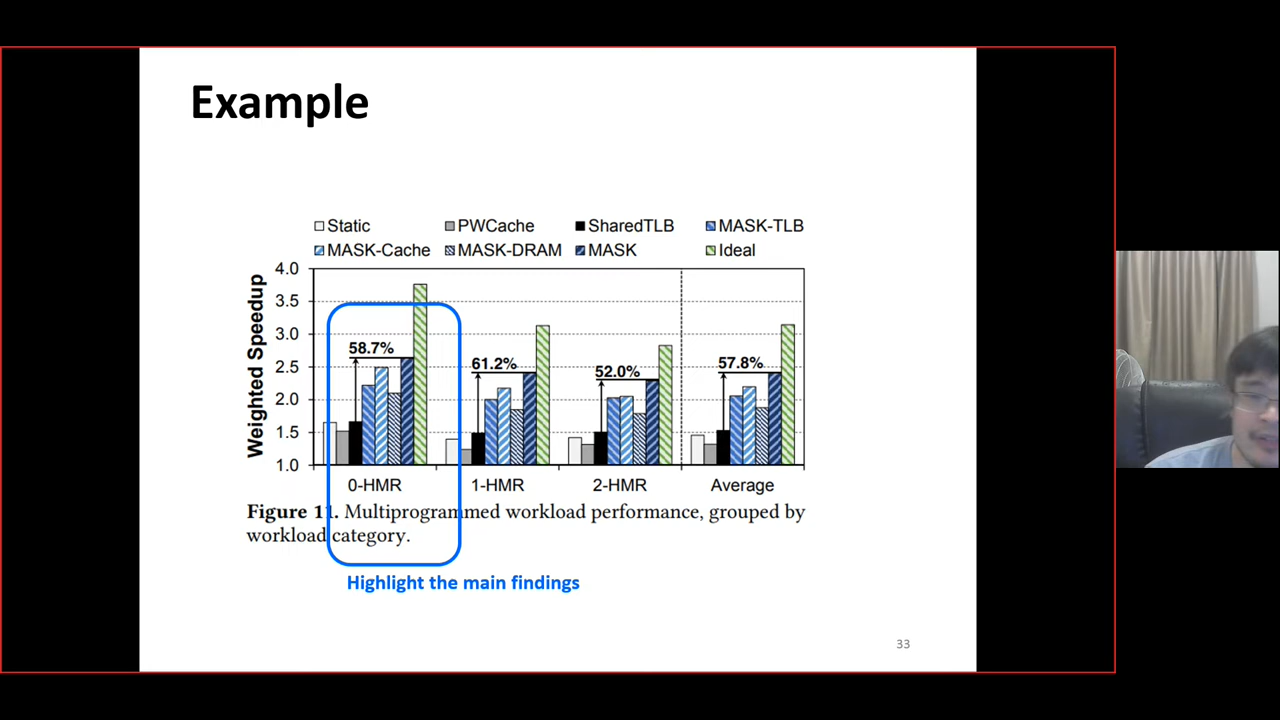 Example
Static PWCache SharedTLB MASK-TLB
MASK-Cache MASK-DRAM MASK Ideal
Weighted Speedup
4.0
3.5
3.0
2.5
2.0
1.5
1.0
58.7%
61.2%
52.0%
57.8%
0-HMR 1-HMR 2-HMR Average
Figure 11. Multiprogrammed workload performance, grouped by
workload category.
Highlight the main findings
33